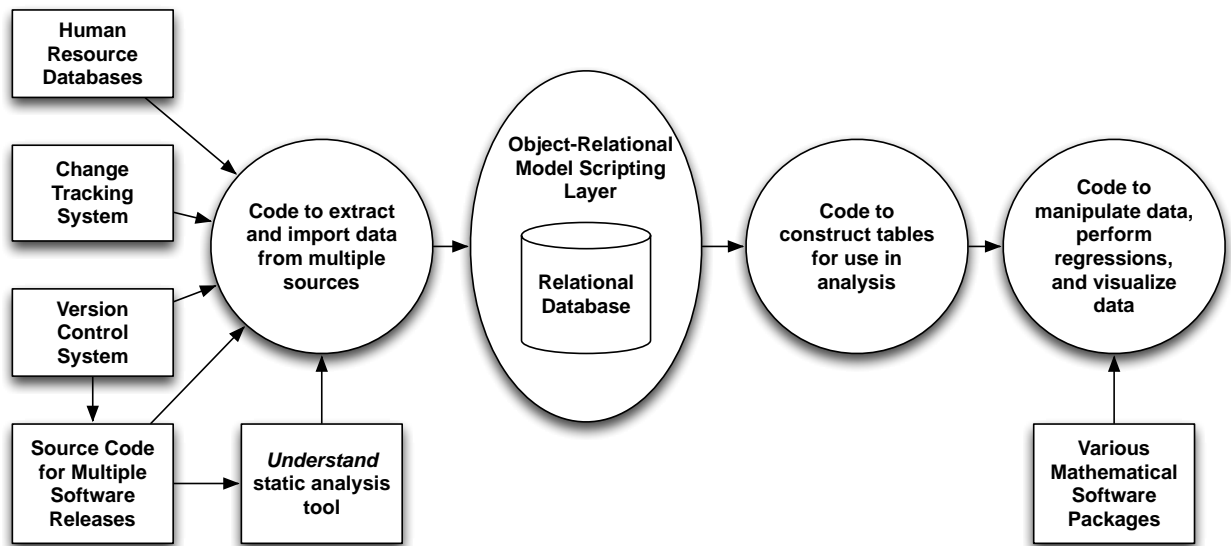 Human
Resource
Databases
Change
Tracking
System
Version
Control
System
Source Code
for Multiple
Software
Releases
Understand
static analysis
tool
Code to extract
and import data
from multiple
sources
Object-Relational
Model Scripting
Layer
Relational
Database
Code to
construct tables
for use in
analysis
Code to
manipulate data,
perform
regressions,
and visualize
data
Various
Mathematical
Software
Packages